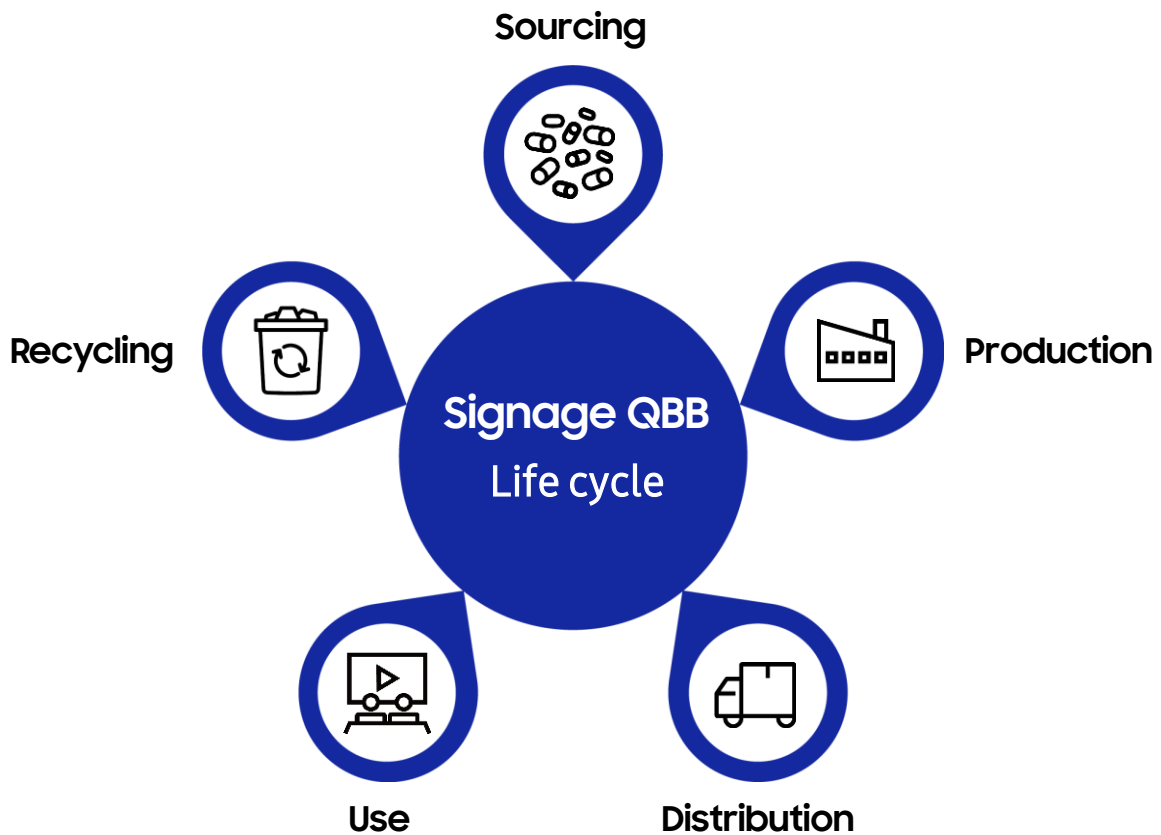 Sourcing
Recycling
Production
Signage QBB
Life cycle
Use
Distribution